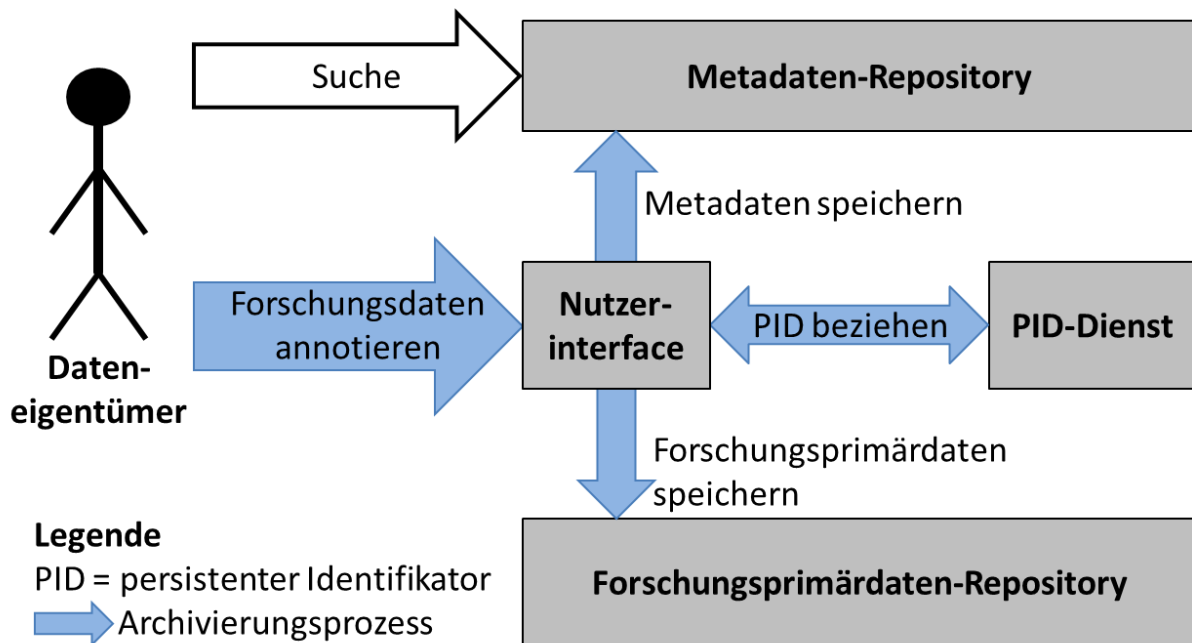 Suche
Metadaten-Repository
Metadaten speichern
Forschungsdaten
annotieren
Nutzer-
interface
PID beziehen
PID-Dienst
Daten-
eigentümer
Forschungsprimärdaten
speichern
Legende
PID = persistenter Identifikator
Archivierungsprozess
Forschungsprimärdaten-Repository